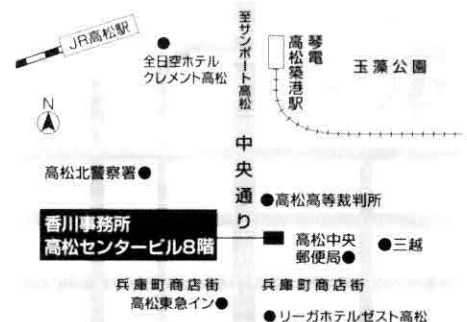 JR高松駅
全日空ホテル
クレメント高松
至サンポート高松
琴電
高松築港駅
玉藻公園
N
中央通り
高松北警察署
高松高等裁判所
香川事務所
高松センタービル8階
高松中央
郵便局
三越
兵庫町商店街
兵庫町商店街
高松東急イン
リーガホテルゼスト高松